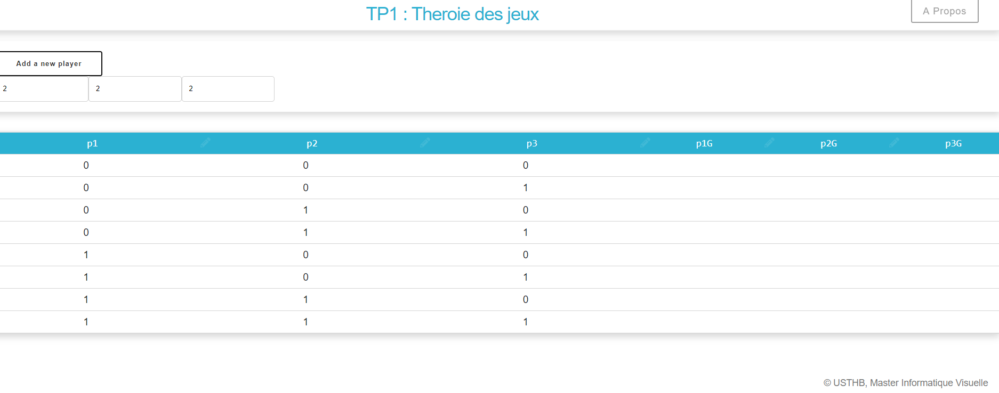 TP1 : Theroie des jeux
A Propos
Add a new player
2 2 2
p1 p2 p3 p1G p2G p3G
0 0 0
0 0 1
0 1 0
0 1 1
1 0 0
1 0 1
1 1 0
1 1 1
© USTHB, Master Informatique Visuelle